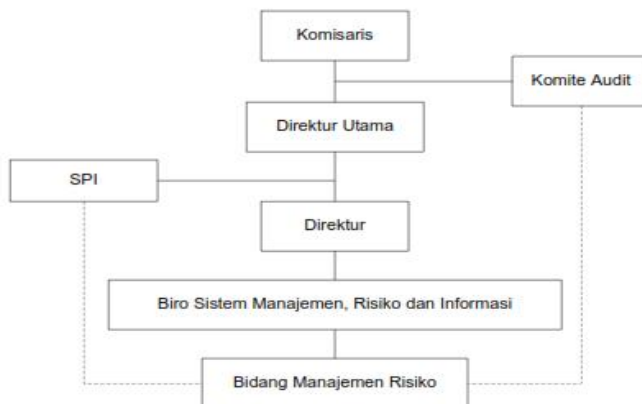 Komisaris
Komite Audit
Direktur Utama
SPI
Direktur
Biro Sistem Manajemen, Risiko dan Informasi
Bidang Manajemen Risiko